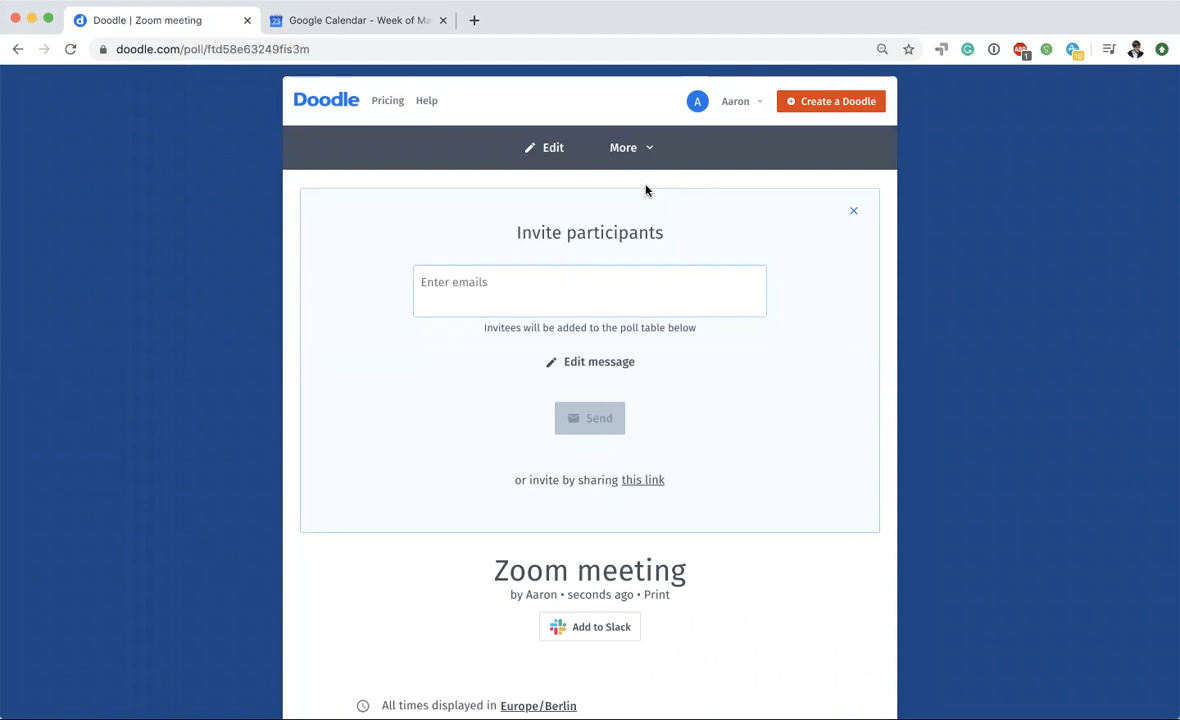 Doodle | Zoom meeting
Google Calendar - Week of Ma
doodle.com/poll/ftd58e63249fis3m
Doodle Pricing Help A Aaron Create a Doodle
Edit More
Invite participants
Enter emails
Invitees will be added to the poll table below
Edit message
Send
or invite by sharing this link
Zoom meeting
by Aaron • seconds ago • Print
Add to Slack
All times displayed in Europe/Berlin